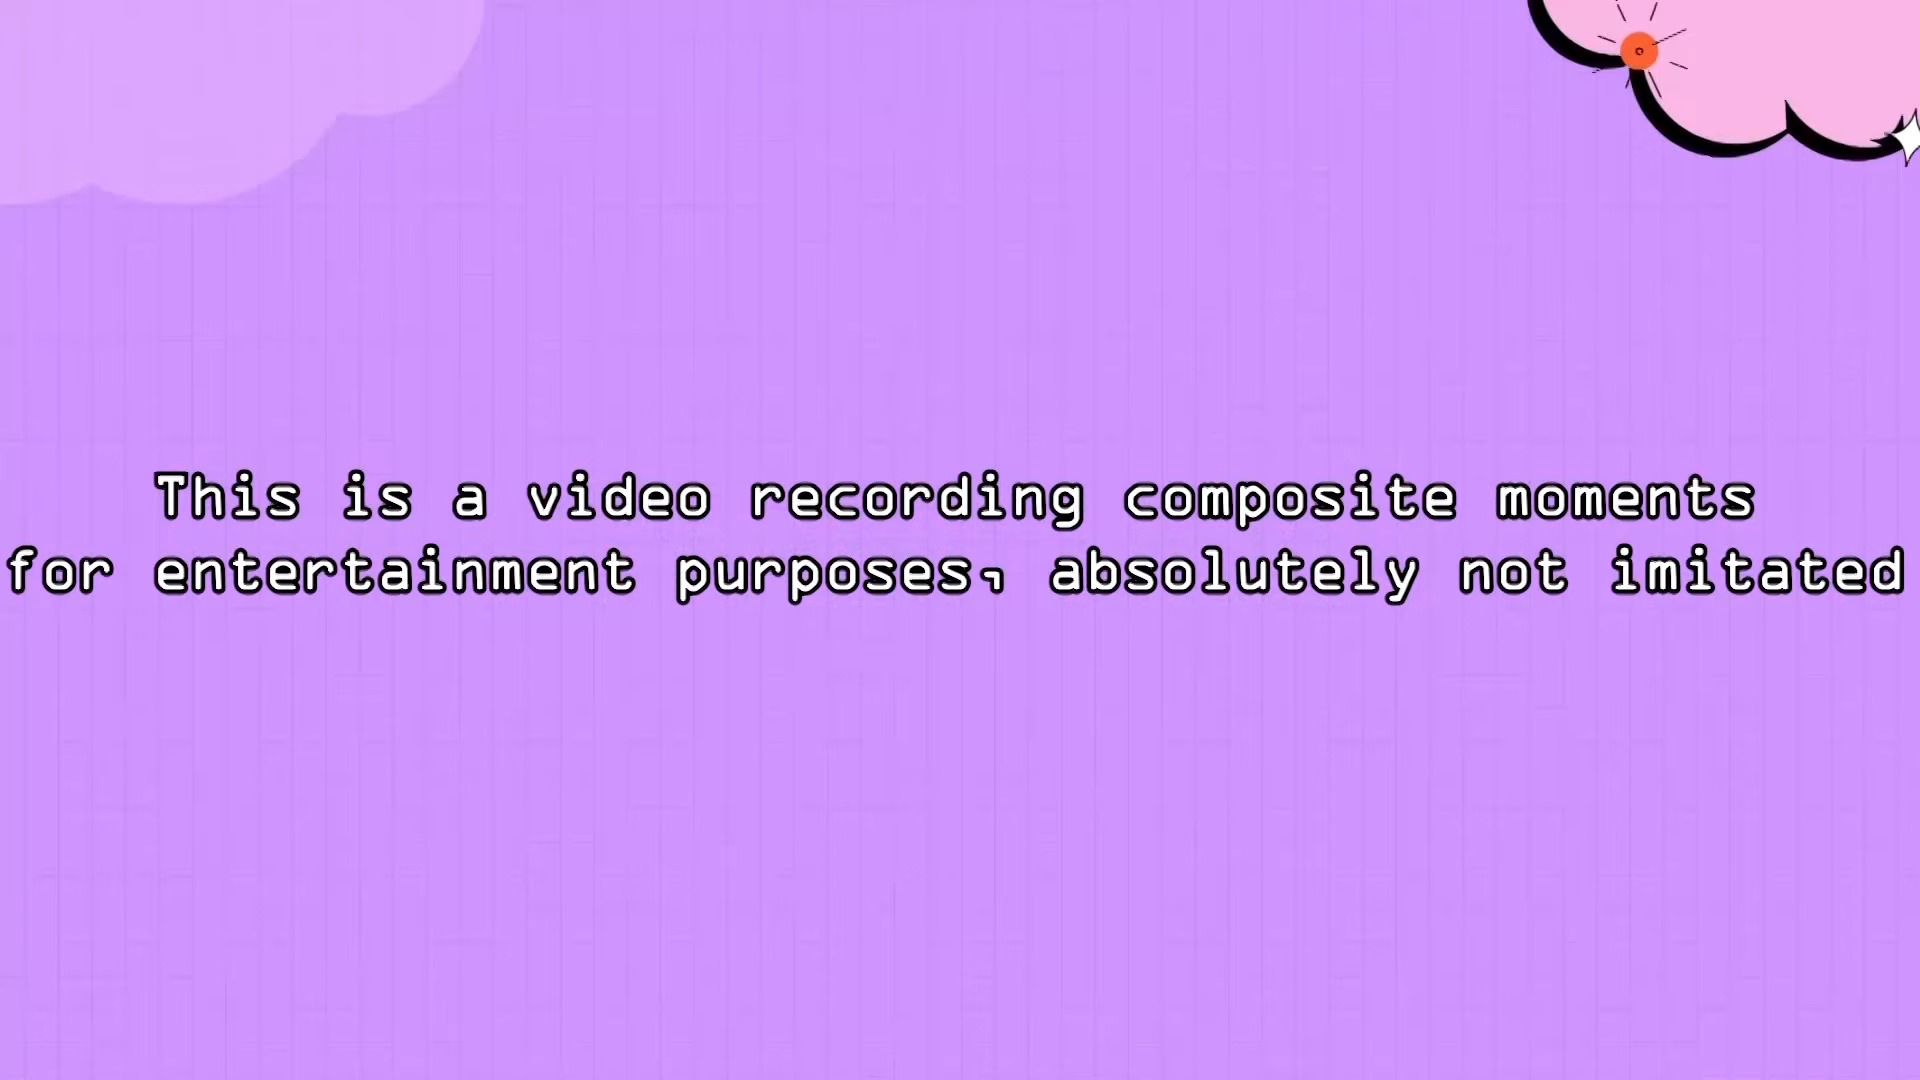 This is a video recording composite moments
for entertainment purposes, absolutely not imitated